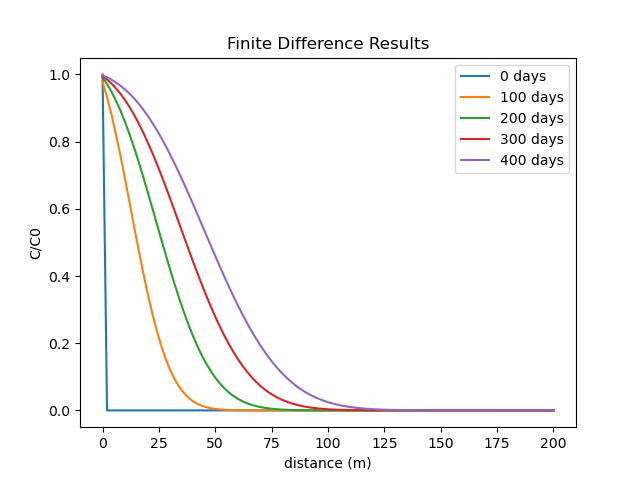 Finite Difference Results
C/C0
1.0
0.8
0.6
0.4
0.2
0.0
0 days
100 days
200 days
300 days
400 days
0 25 50 75 100 125 150 175 200
distance (m)